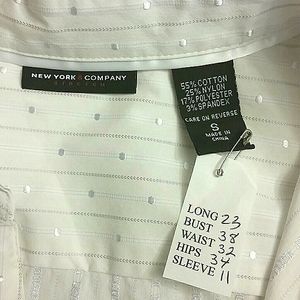 NEW YORK & COMPANY
STRETCH
55% COTTON
25% NYLON
17% POLYESTER
3% SPANDEX
CARE ON REVERSE
S
MADE IN
CHINA
LONG 23
BUST 38
WAIST 32
HIPS 34
SLEEVE 11